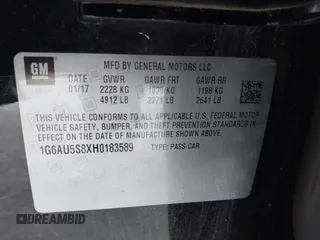 GM
MFD BY GENERAL MOTORS LLC
DATE GVWR GAWR FRT GAWR RR
01/17 2228 KG 1030 KG 1198 KG
4912 LB 2271 LB 2641 LB
THIS VEHICLE CONFORMS TO ALL APPLICABLE U.S. FEDERAL MOTOR
VEHICLE SAFETY, BUMPER, AND THEFT PREVENTION STANDARDS IN
EFFECT ON THE DATE OF MANUFACTURE SHOWN ABOVE.
1G6AU5S8XH0183589 TYPE: PASS CAR